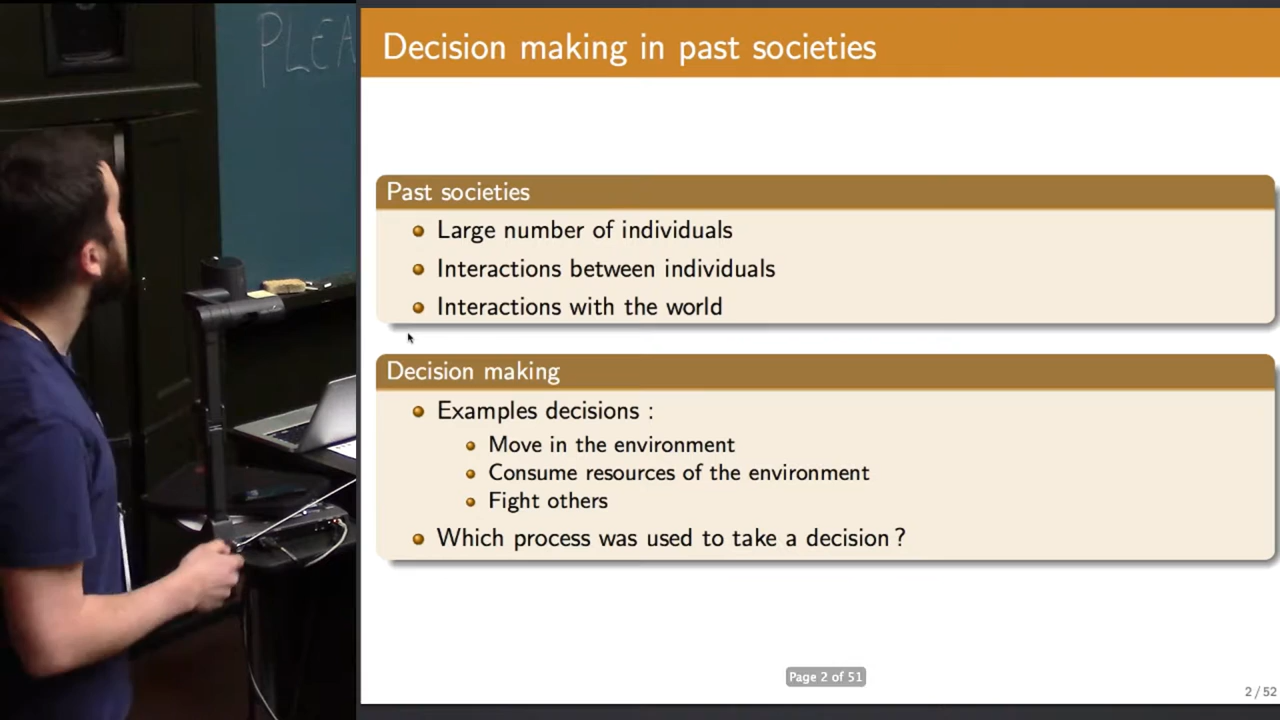 PLEA
Decision making in past societies
Past societies
Large number of individuals
Interactions between individuals
Interactions with the world
Decision making
Examples decisions :
Move in the environment
Consume resources of the environment
Fight others
Which process was used to take a decision ?
Page 2 of 51
2 / 52